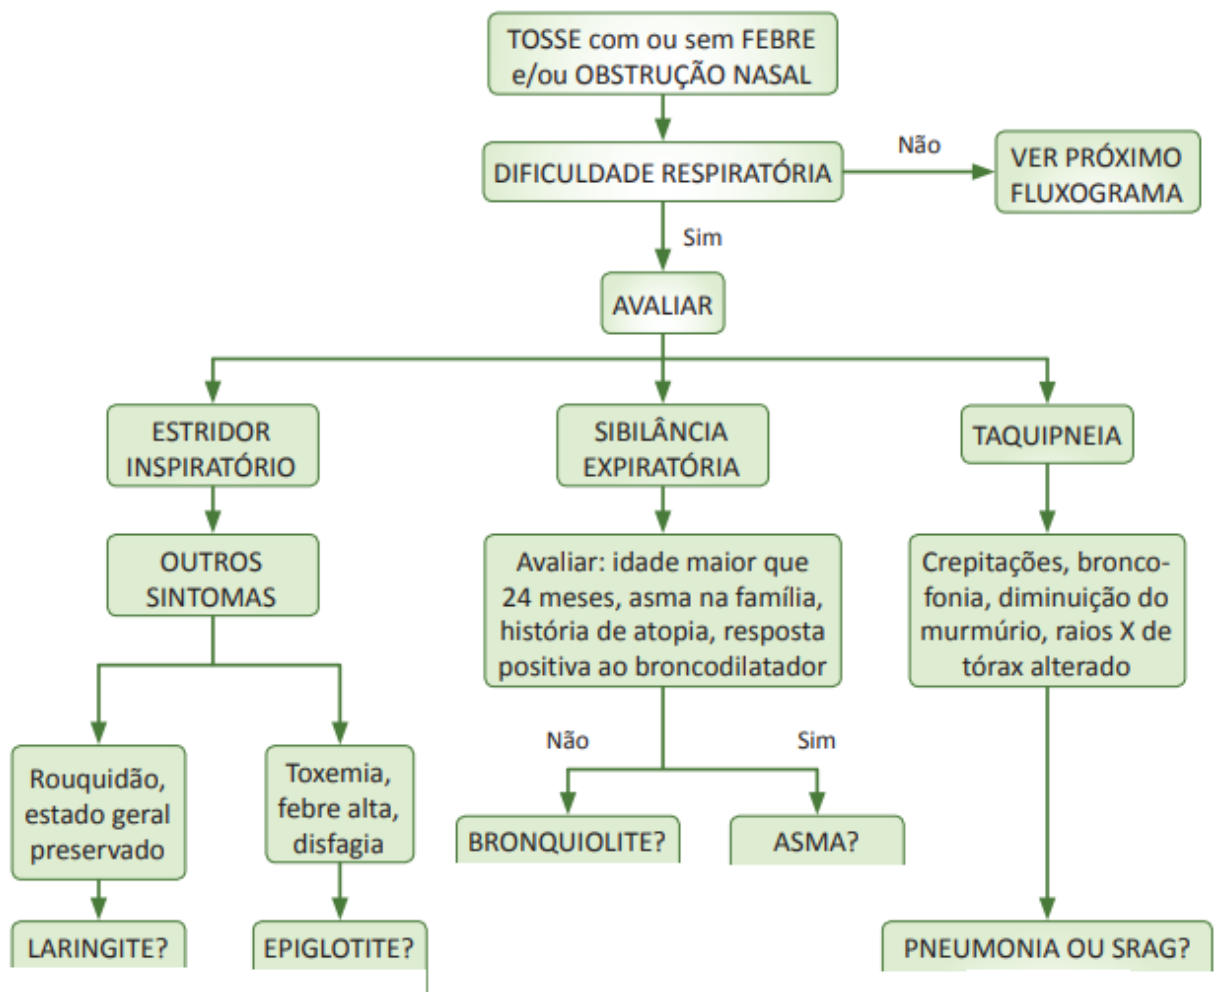 TOSSE com ou sem FEBRE
e/ou OBSTRUÇÃO NASAL
DIFICULDADE RESPIRATÓRIA
Não
VER PRÓXIMO
FLUXOGRAMA
Sim
AVALIAR
ESTRIDOR
INSPIRATÓRIO
SIBILÂNCIA
EXPIRATÓRIA
TAQUIPNEIA
OUTROS
SINTOMAS
Avaliar: idade maior que
24 meses, asma na família,
história de atopia, resposta
positiva ao broncodilatador
Crepitações, bronco-
fonia, diminuição do
murmúrio, raios X de
tórax alterado
Rouquidão,
estado geral
preservado
Toxemia,
febre alta,
disfagia
Não
Sim
BRONQUIOLITE?
ASMA?
LARINGITE?
EPIGLOTITE?
PNEUMONIA OU SRAG?